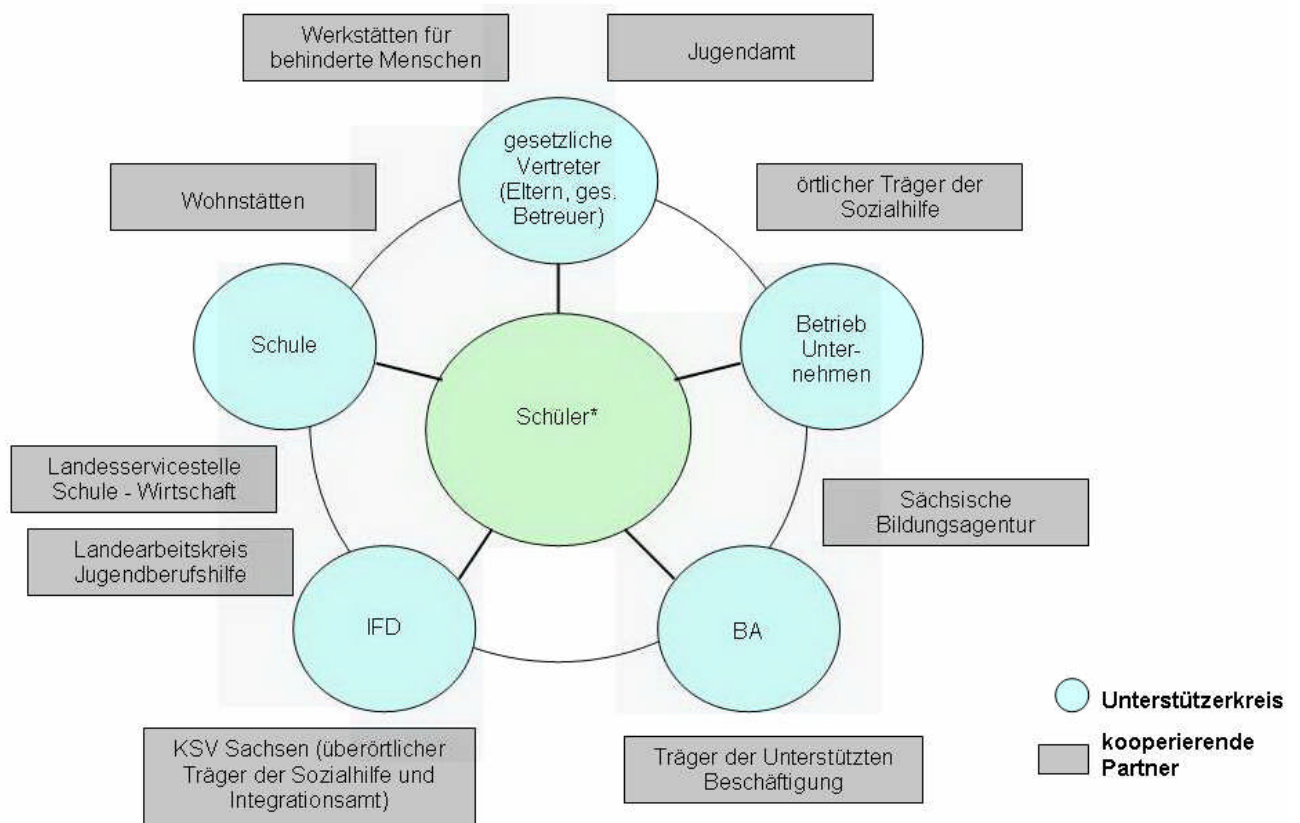 Werkstätten für
behinderte Menschen
Jugendamt
gesetzliche
Vertreter
(Eltern, ges.
Betreuer)
Wohnstätten
örtlicher Träger der
Sozialhilfe
Schule
Betrieb
Unter-
nehmen
Schüler*
Landesservicestelle
Schule - Wirtschaft
Sächsische
Bildungsagentur
Landearbeitskreis
Jugendberufshilfe
IFD
BA
Unterstützerkreis
kooperierende
Partner
KSV Sachsen (überörtlicher
Träger der Sozialhilfe und
Integrationsamt)
Träger der Unterstützten
Beschäftigung